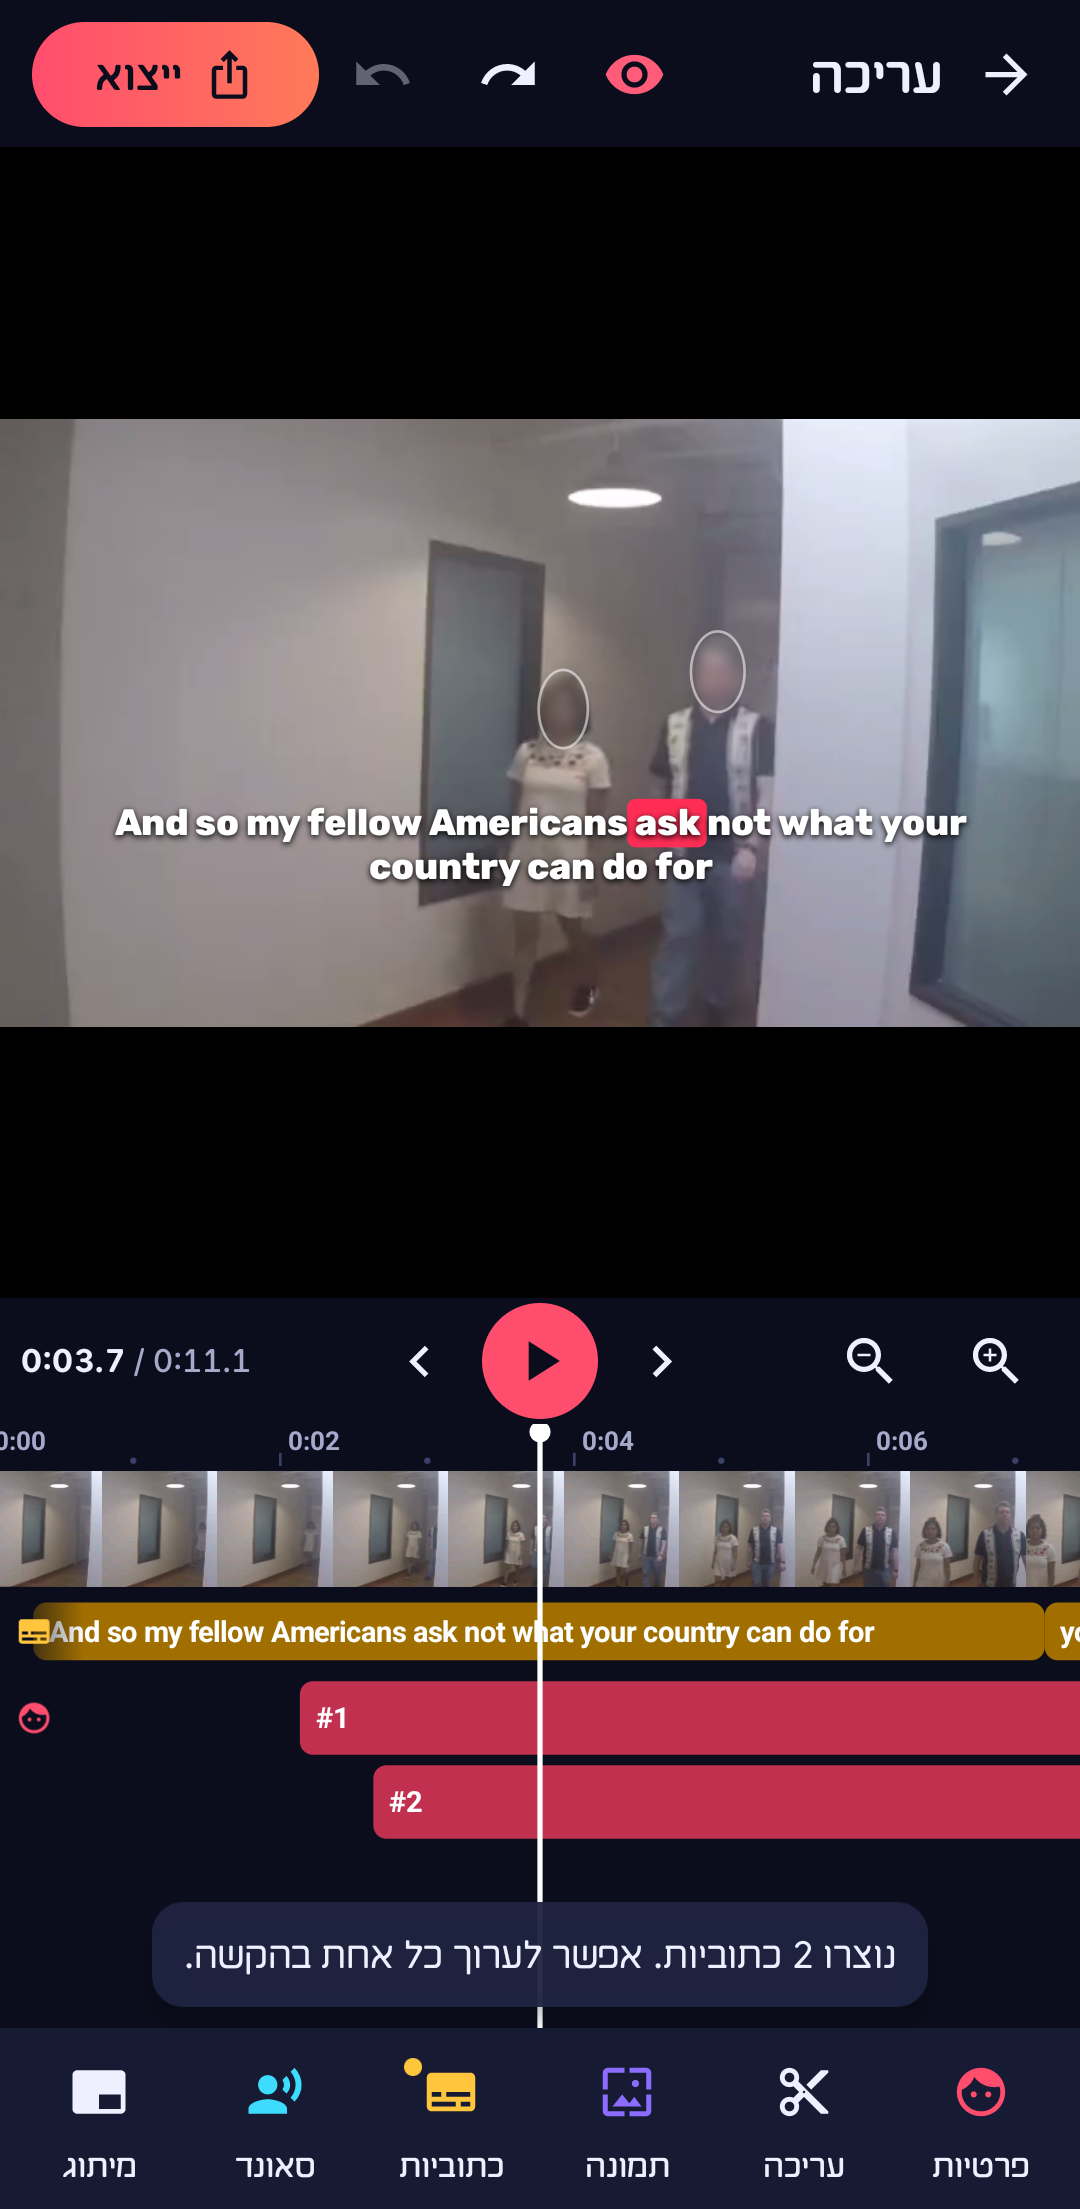 עריכה
ייצוא
And so my fellow Americans ask not what your
country can do for
0:03.7 / 0:11.1
0:00 0:02 0:04 0:06
And so my fellow Americans ask not what your country can do for
#1
#2
נוצרו 2 כתוביות. אפשר לערוך כל אחת בהקשה.
פרטיות עריכה תמונה כתוביות סאונד מיתוג